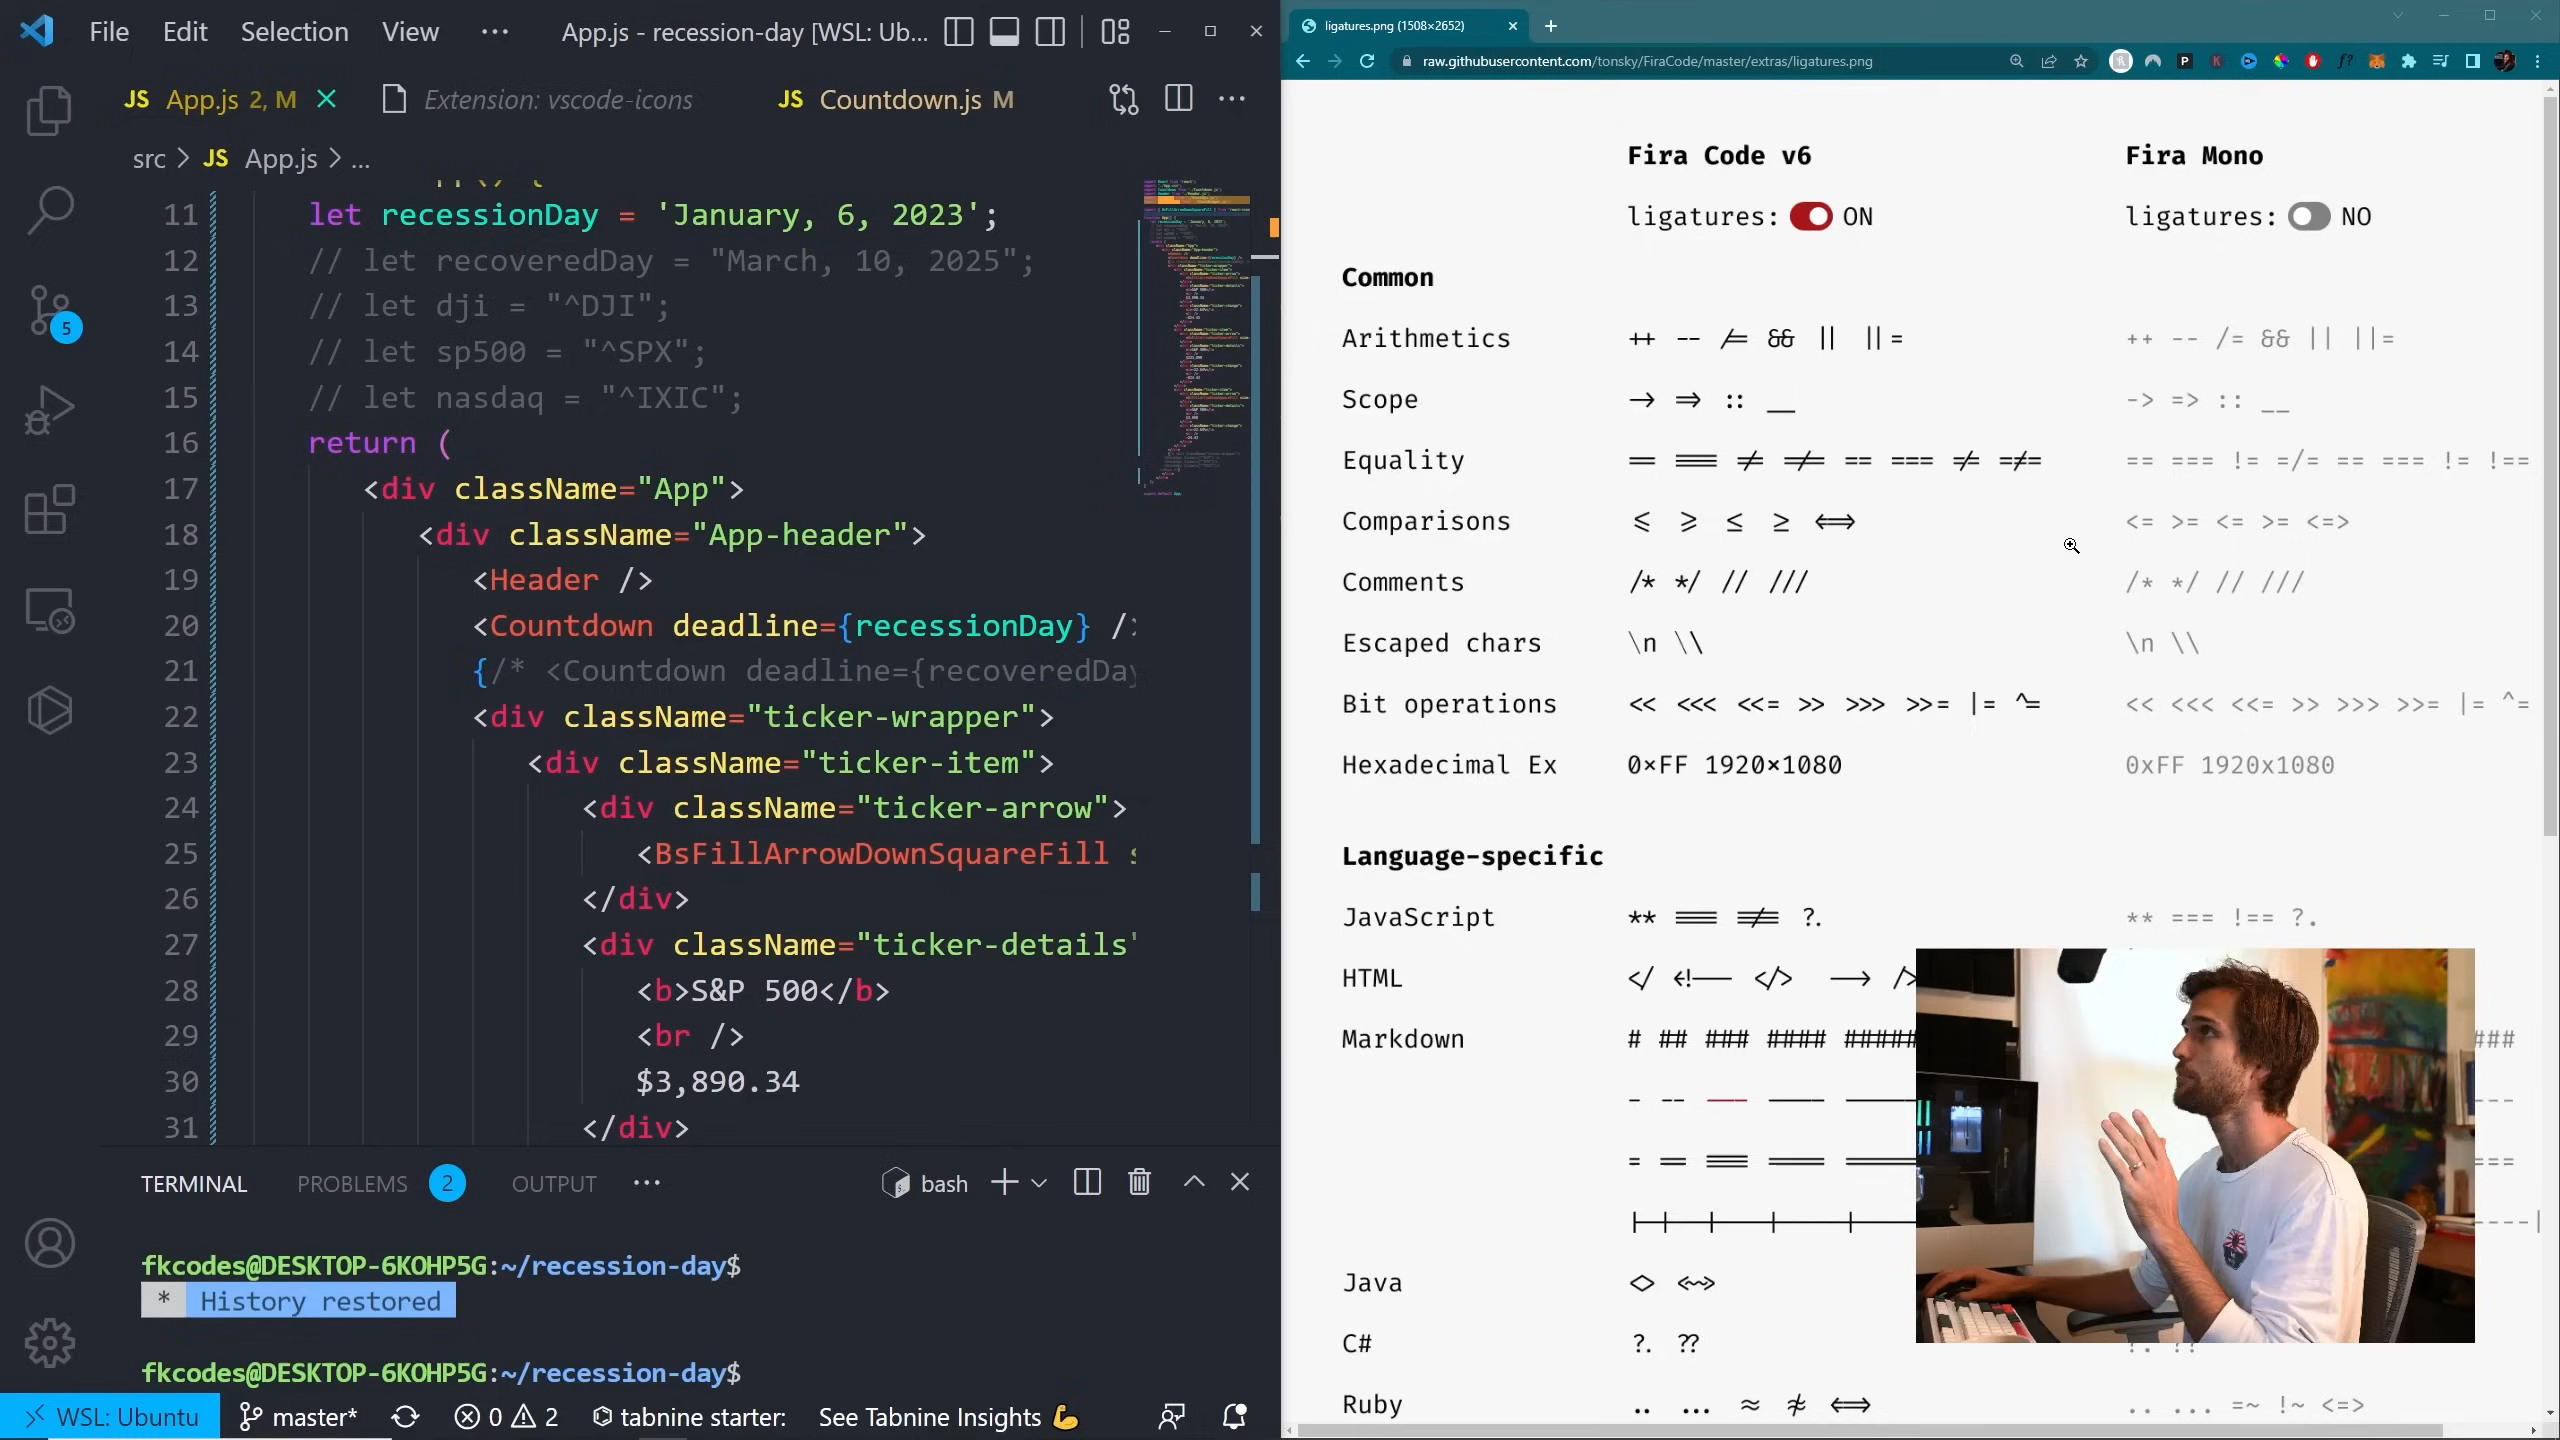 File Edit Selection View ··· App.js - recession-day [WSL: Ub...
JS App.js 2, M Extension: vscode-icons JS Countdown.js M ···
src > JS App.js > ...
11 let recessionDay = 'January, 6, 2023';
12 // let recoveredDay = "March, 10, 2025";
13 // let dji = "^DJI";
14 // let sp500 = "^SPX";
15 // let nasdaq = "^IXIC";
16 return (
17 <div className="App">
18 <div className="App-header">
19 <Header />
20 <Countdown deadline={recessionDay} />
21 {/* <Countdown deadline={recoveredDay
22 <div className="ticker-wrapper">
23 <div className="ticker-item">
24 <div className="ticker-arrow">
25 <BsFillArrowDownSquareFill s
26 </div>
27 <div className="ticker-details"
28 <b>S&P 500</b>
29 <br />
30 $3,890.34
31 </div>
5
TERMINAL PROBLEMS 2 OUTPUT ··· bash
fkcodes@DESKTOP-6KOHP5G:~/recession-day$
* History restored
fkcodes@DESKTOP-6KOHP5G:~/recession-day$
WSL: Ubuntu master* 0 2 tabnine starter: See Tabnine Insights 💪
ligatures.png (1508×2652)
raw.githubusercontent.com/tonsky/FiraCode/master/extras/ligatures.png
Fira Code v6 Fira Mono
ligatures: ON ligatures: NO
Common
Arithmetics ++ -- /= && || ||= ++ -- /= && || ||=
Scope -> => :: __ -> => :: __
Equality == === != =/= == === != !== == === != =/= == === != !==
Comparisons <= >= <= >= <=> <= >= <= >= <=>
Comments /* */ // /// /* */ // ///
Escaped chars \n \\ \n \\
Bit operations << <<< <<= >> >>> >>= |= ^= << <<< <<= >> >>> >>= |= ^=
Hexadecimal Ex 0×FF 1920×1080 0xFF 1920x1080
Language-specific
JavaScript ** === !== ?. ** === !== ?.
HTML </ <!-- </> --> />
Markdown # ## ### #### ##### ###
- -- --- ---- ----- ---
= == === ==== ===== ===
Java <> <~>
C# ?. ?? ?. ??
Ruby .. ... =~ !~ <=> .. ... =~ !~ <=>